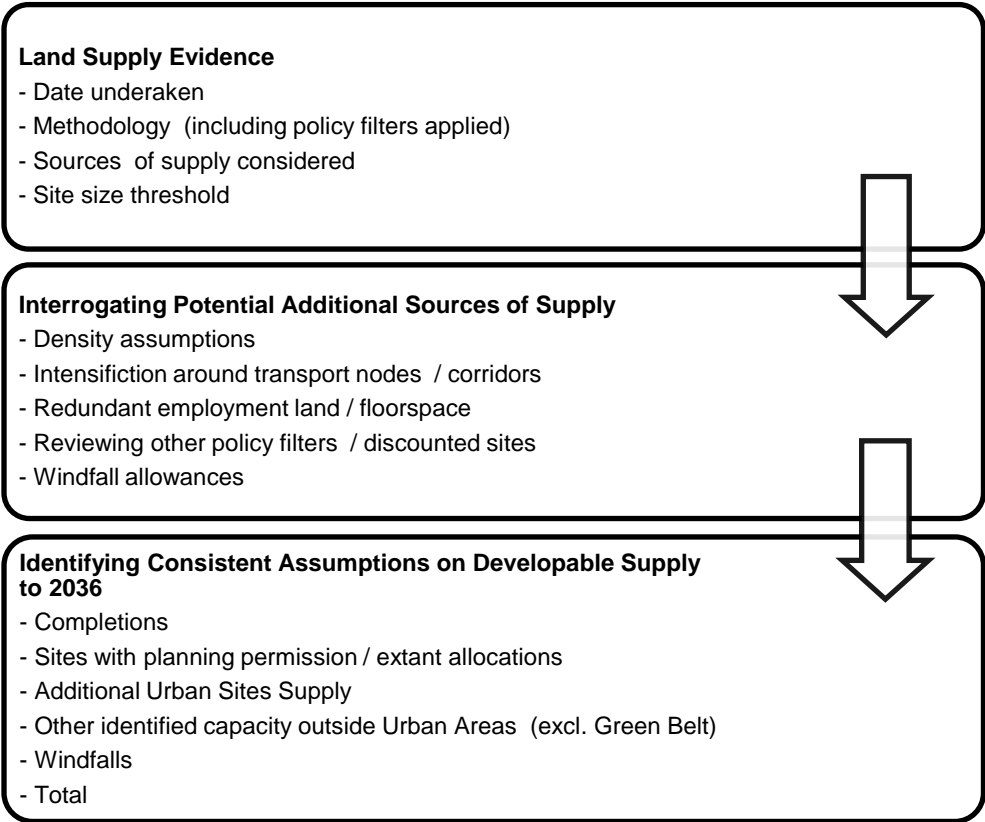 Land Supply Evidence
- Date underaken
- Methodology (including policy filters applied)
- Sources of supply considered
- Site size threshold
Interrogating Potential Additional Sources of Supply
- Density assumptions
- Intensifiction around transport nodes / corridors
- Redundant employment land / floorspace
- Reviewing other policy filters / discounted sites
- Windfall allowances
Identifying Consistent Assumptions on Developable Supply
to 2036
- Completions
- Sites with planning permission / extant allocations
- Additional Urban Sites Supply
- Other identified capacity outside Urban Areas (excl. Green Belt)
- Windfalls
- Total